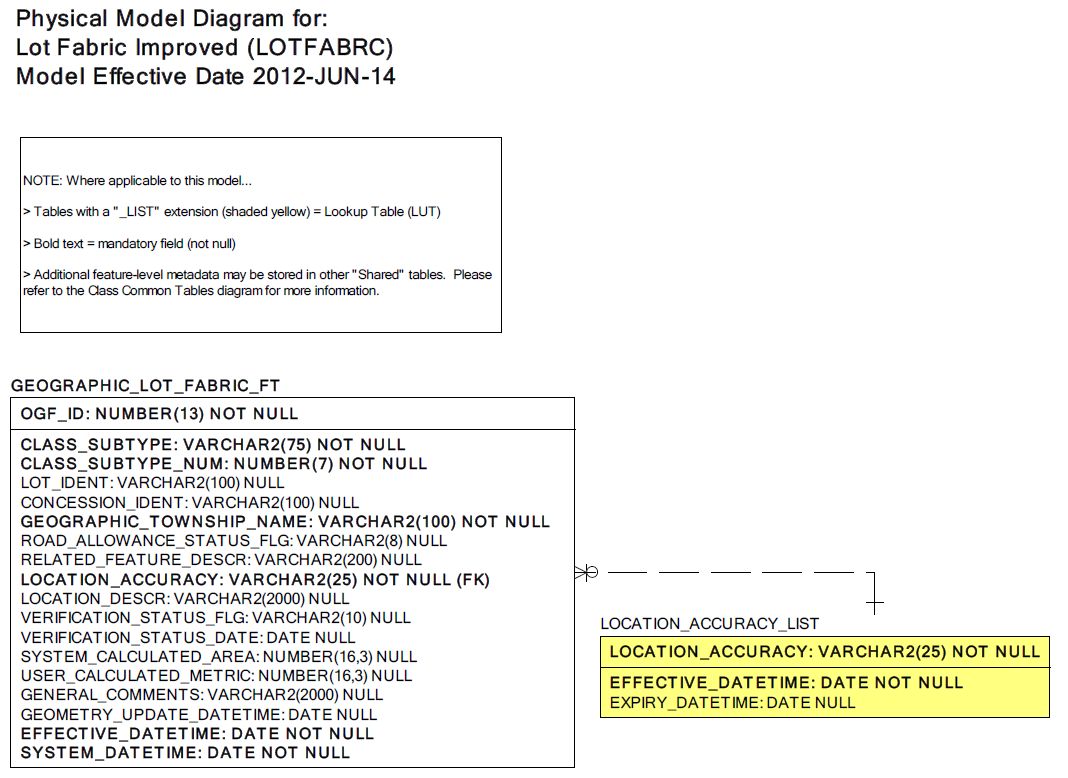 Physical Model Diagram for:
Lot Fabric Improved (LOTFABRC)
Model Effective Date 2012-JUN-14
NOTE: Where applicable to this model...
> Tables with a "_LIST" extension (shaded yellow) = Lookup Table (LUT)
> Bold text = mandatory field (not null)
> Additional feature-level metadata may be stored in other "Shared" tables. Please
refer to the Class Common Tables diagram for more information.
GEOGRAPHIC_LOT_FABRIC_FT
OGF_ID: NUMBER(13) NOT NULL
CLASS_SUBTYPE: VARCHAR2(75) NOT NULL
CLASS_SUBTYPE_NUM: NUMBER(7) NOT NULL
LOT_IDENT: VARCHAR2(100) NULL
CONCESSION_IDENT: VARCHAR2(100) NULL
GEOGRAPHIC_TOWNSHIP_NAME: VARCHAR2(100) NOT NULL
ROAD_ALLOWANCE_STATUS_FLG: VARCHAR2(8) NULL
RELATED_FEATURE_DESCR: VARCHAR2(200) NULL
LOCATION_ACCURACY: VARCHAR2(25) NOT NULL (FK)
LOCATION_DESCR: VARCHAR2(2000) NULL
VERIFICATION_STATUS_FLG: VARCHAR2(10) NULL
VERIFICATION_STATUS_DATE: DATE NULL
SYSTEM_CALCULATED_AREA: NUMBER(16,3) NULL
USER_CALCULATED_METRIC: NUMBER(16,3) NULL
GENERAL_COMMENTS: VARCHAR2(2000) NULL
GEOMETRY_UPDATE_DATETIME: DATE NULL
EFFECTIVE_DATETIME: DATE NOT NULL
SYSTEM_DATETIME: DATE NOT NULL
LOCATION_ACCURACY_LIST
LOCATION_ACCURACY: VARCHAR2(25) NOT NULL
EFFECTIVE_DATETIME: DATE NOT NULL
EXPIRY_DATETIME: DATE NULL